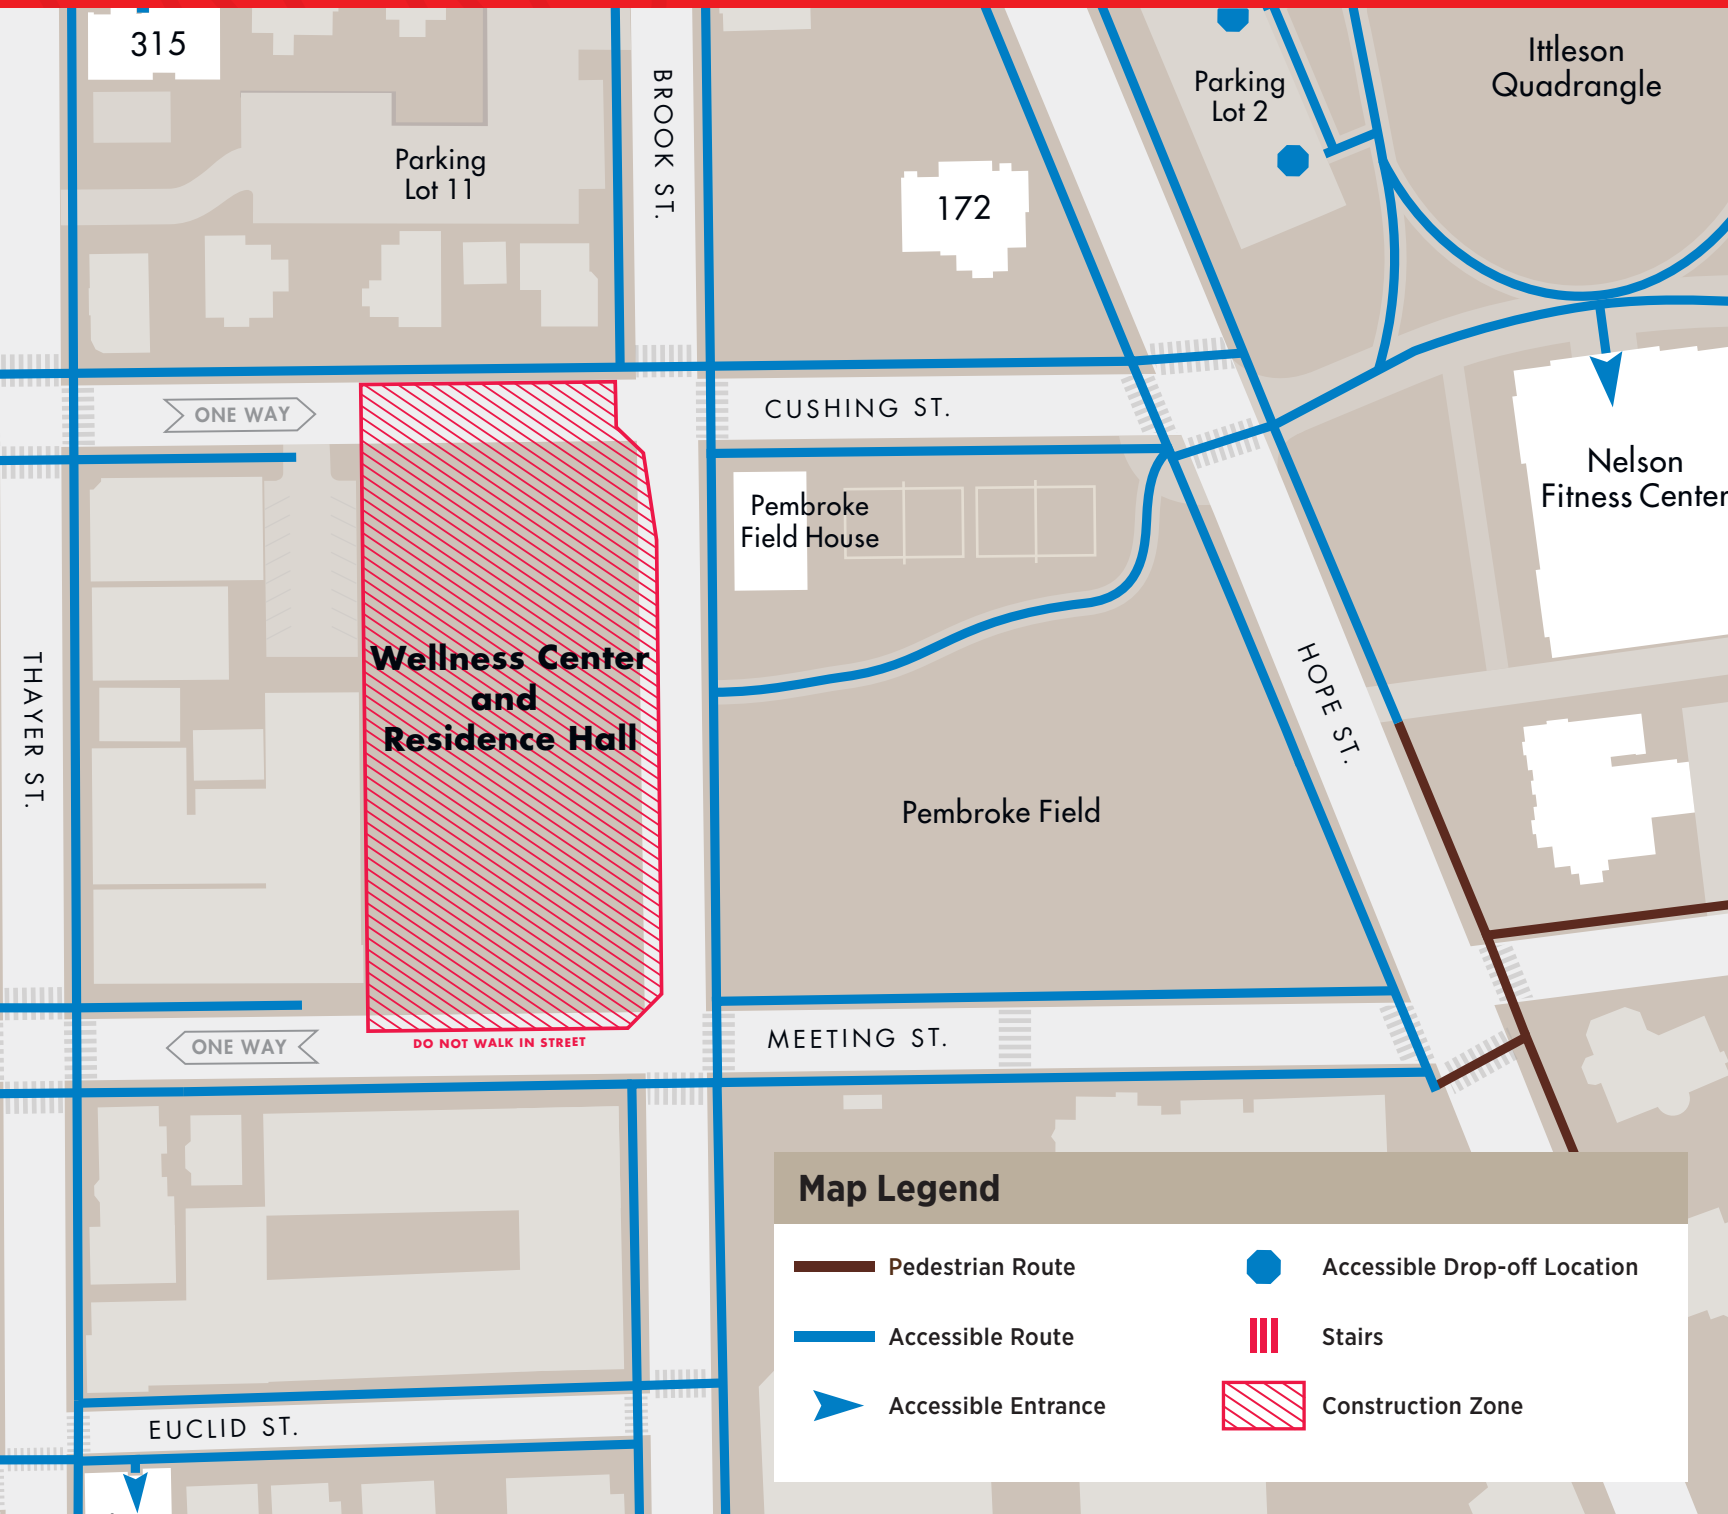 315
Parking
Lot 11
BROOK ST.
172
Parking
Lot 2
Ittleson
Quadrangle
ONE WAY
CUSHING ST.
Pembroke
Field House
Nelson
Fitness Center
THAYER ST.
Wellness Center
and
Residence Hall
HOPE ST.
Pembroke Field
ONE WAY
DO NOT WALK IN STREET
MEETING ST.
EUCLID ST.
Map Legend
Pedestrian Route
Accessible Route
Accessible Entrance
Accessible Drop-off Location
Stairs
Construction Zone